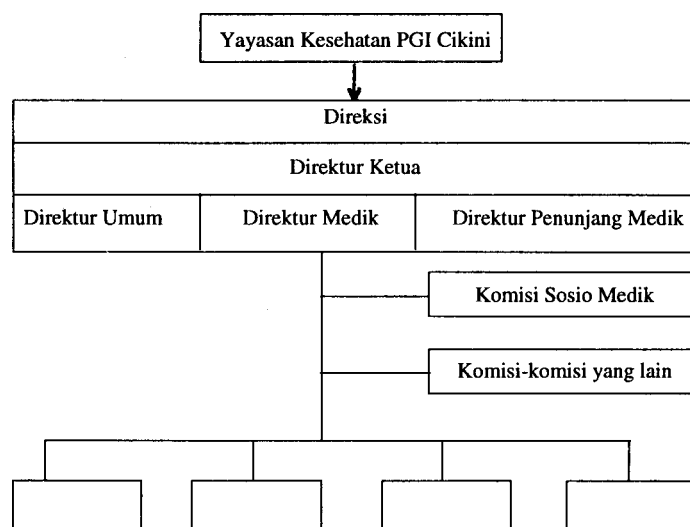 Yayasan Kesehatan PGI Cikini
Direksi
Direktur Ketua
Direktur Umum
Direktur Medik
Direktur Penunjang Medik
Komisi Sosio Medik
Komisi-komisi yang lain